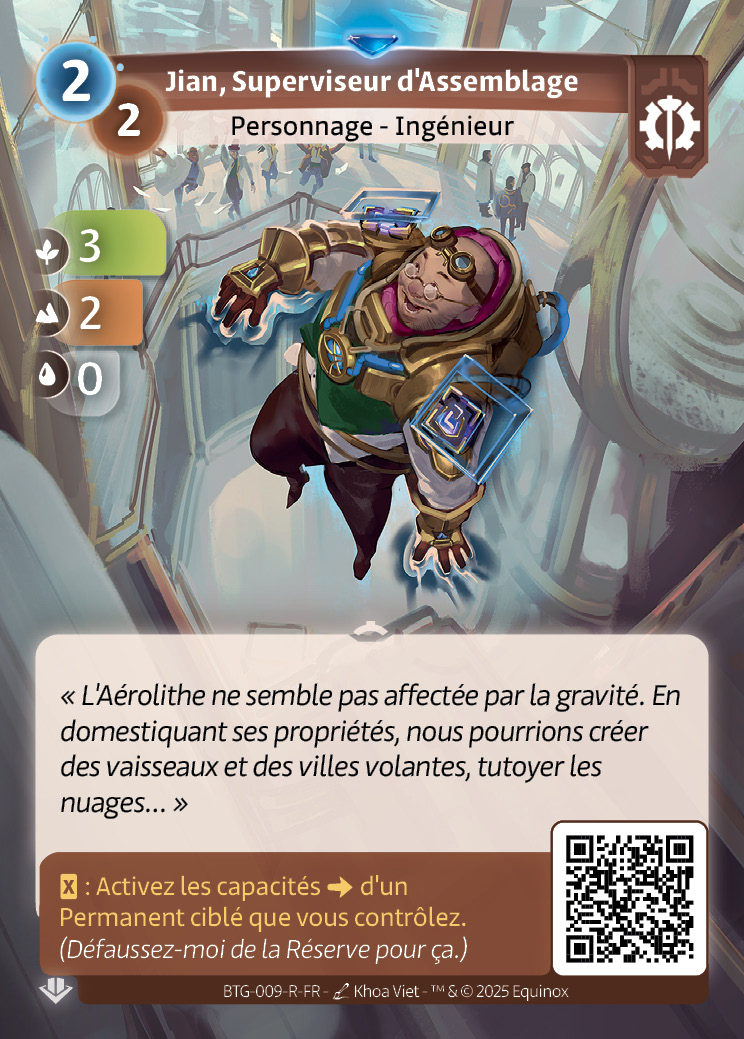 2
Jian, Superviseur d'Assemblage
2
Personnage - Ingénieur
3
2
0
« L'Aérolithe ne semble pas affectée par la gravité. En
domestiquant ses propriétés, nous pourrions créer
des vaisseaux et des villes volantes, tutoyer les
nuages... »
X : Activez les capacités ➔ d'un
Permanent ciblé que vous contrôlez.
(Défaussez-moi de la Réserve pour ça.)
BTG-009-R-FR - Khoa Viet - ™ & © 2025 Equinox